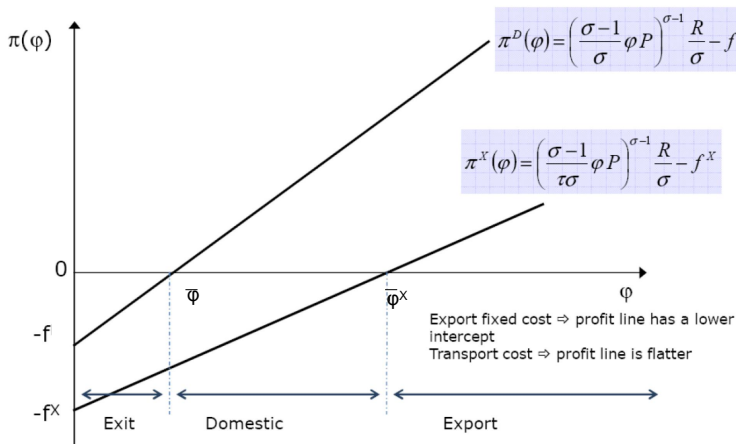 π(φ)
π^D(φ)=((σ-1)/σ φP)^(σ-1) R/σ - f
π^X(φ)=((σ-1)/(τσ) φP)^(σ-1) R/σ - f^X
0
φ̅
φ̅^X
φ
-f
Export fixed cost ⇒ profit line has a lower
intercept
Transport cost ⇒ profit line is flatter
-f^X
Exit
Domestic
Export